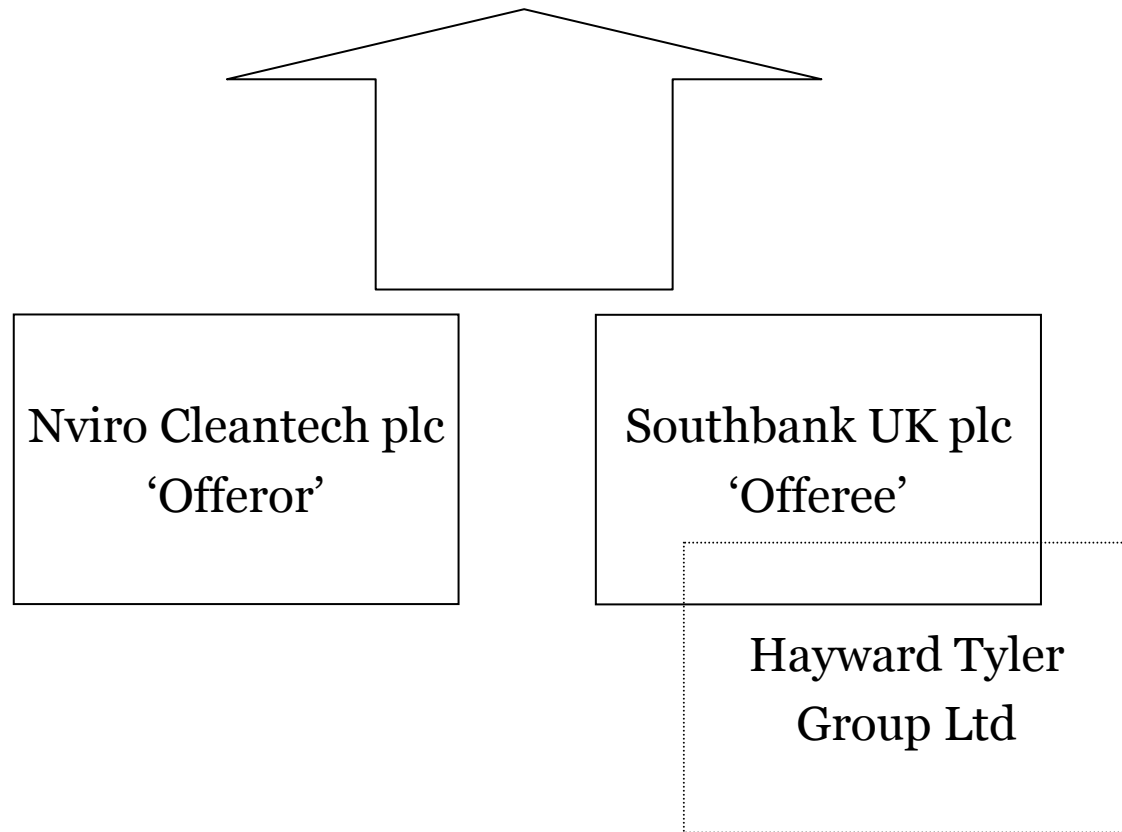 Nviro Cleantech plc
‘Offeror’
Southbank UK plc
‘Offeree’
Hayward Tyler
Group Ltd